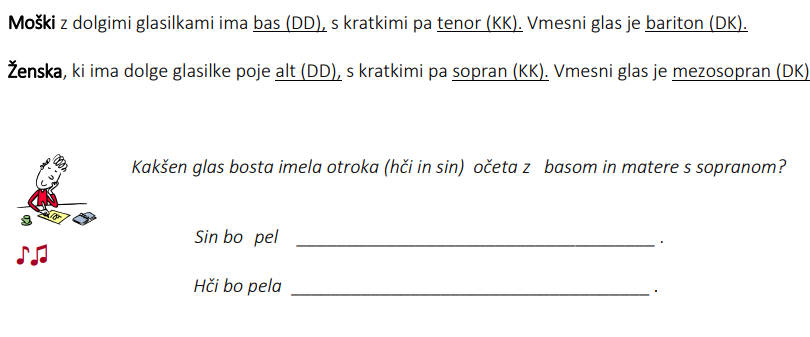 Moški z dolgimi glasilkami ima bas (DD), s kratkimi pa tenor (KK). Vmesni glas je bariton (DK).
Ženska, ki ima dolge glasilke poje alt (DD), s kratkimi pa sopran (KK). Vmesni glas je mezosopran (DK)
Kakšen glas bosta imela otroka (hči in sin) očeta z basom in matere s sopranom?
Sin bo pel ____________________________________ .
Hči bo pela ____________________________________ .